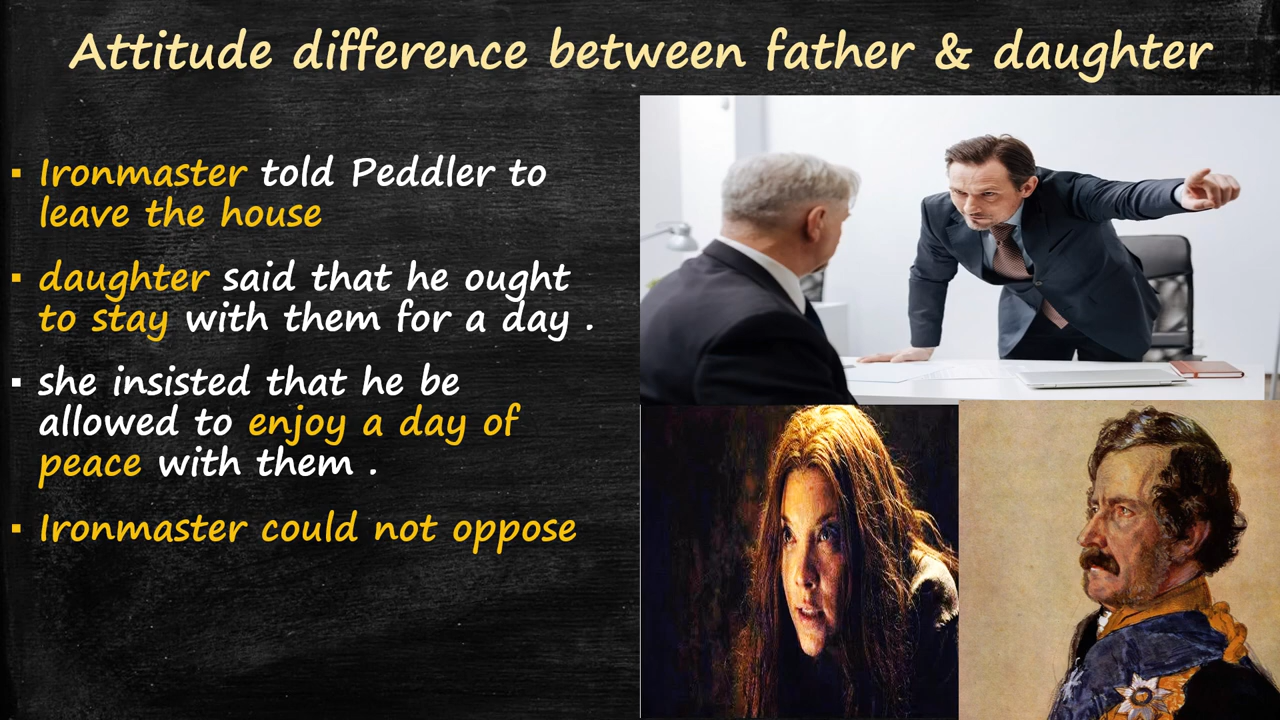 Attitude difference between father & daughter
▪ Ironmaster told Peddler to
leave the house
▪ daughter said that he ought
to stay with them for a day .
▪ she insisted that he be
allowed to enjoy a day of
peace with them .
▪ Ironmaster could not oppose